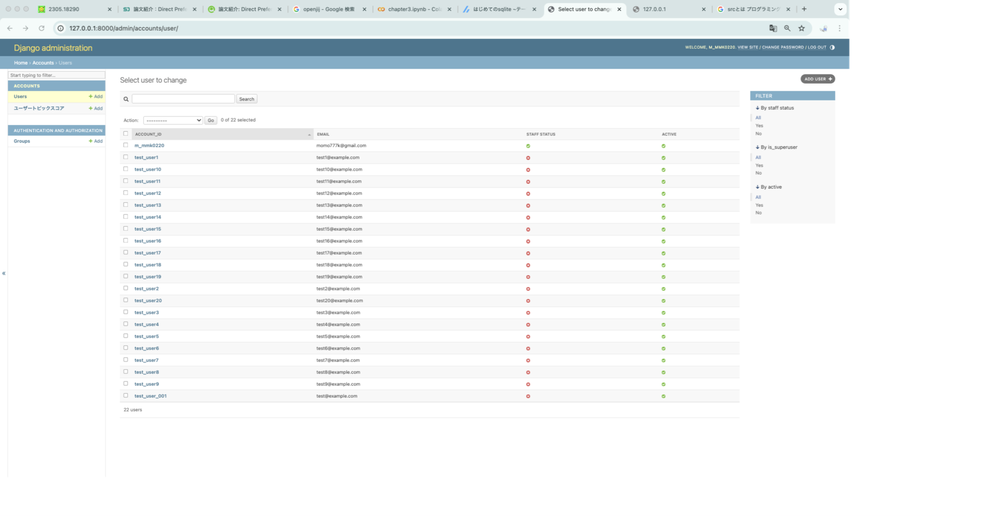 2305.18290
論文紹介：Direct Prefe
論文紹介: Direct Prefe
openjij - Google 検索
chapter3.ipynb - Col
はじめてのsqlite ~テー
Select user to change
127.0.0.1
srcとは プログラミング
127.0.0.1:8000/admin/accounts/user/
Django administration
WELCOME, M_MMK0220. VIEW SITE / CHANGE PASSWORD / LOG OUT
Home › Accounts › Users
Start typing to filter...
ACCOUNTS
Users + Add
ユーザートピックスコア + Add
AUTHENTICATION AND AUTHORIZATION
Groups + Add
«
Select user to change
ADD USER +
Search
Action: --------- Go 0 of 22 selected
ACCOUNT_ID EMAIL STAFF STATUS ACTIVE
m_mmk0220 momo777k@gmail.com
test_user1 test1@example.com
test_user10 test10@example.com
test_user11 test11@example.com
test_user12 test12@example.com
test_user13 test13@example.com
test_user14 test14@example.com
test_user15 test15@example.com
test_user16 test16@example.com
test_user17 test17@example.com
test_user18 test18@example.com
test_user19 test19@example.com
test_user2 test2@example.com
test_user20 test20@example.com
test_user3 test3@example.com
test_user4 test4@example.com
test_user5 test5@example.com
test_user6 test6@example.com
test_user7 test7@example.com
test_user8 test8@example.com
test_user9 test9@example.com
test_user_001 test@example.com
22 users
FILTER
↓ By staff status
All
Yes
No
↓ By is_superuser
All
Yes
No
↓ By active
All
Yes
No